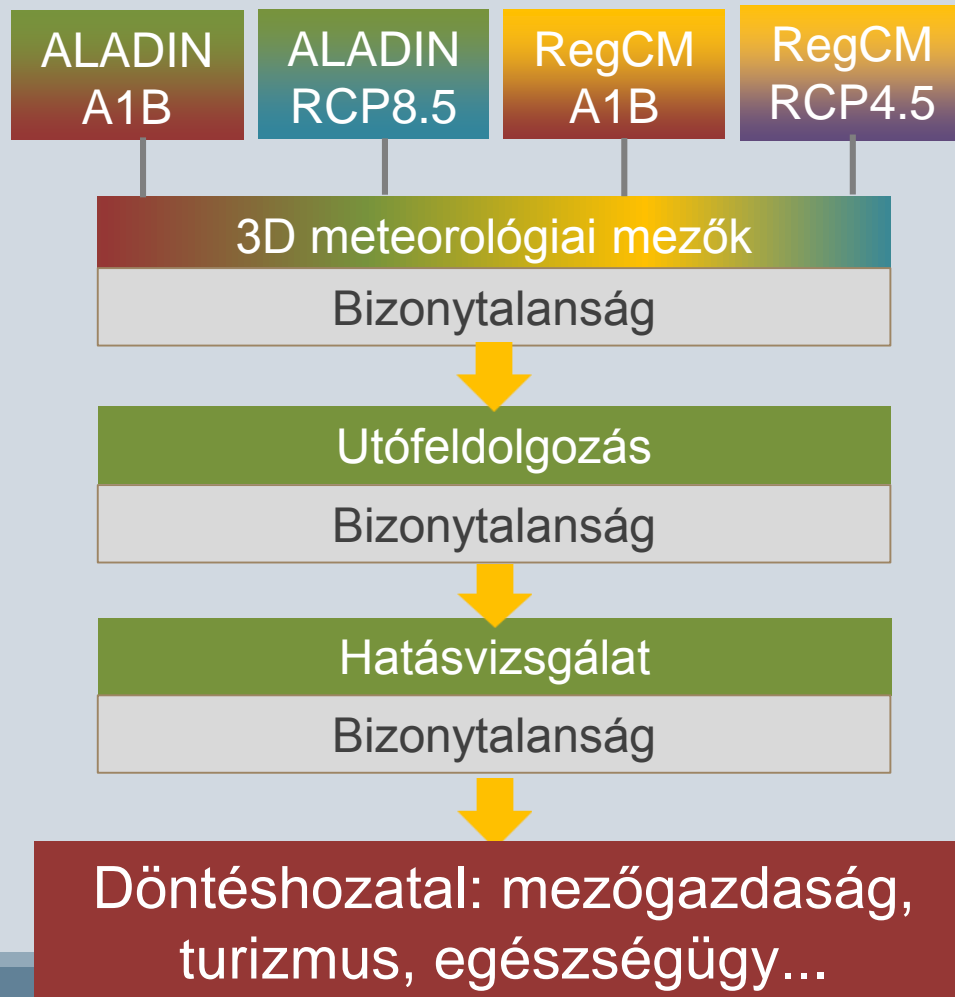 ALADIN
A1B
ALADIN
RCP8.5
RegCM
A1B
RegCM
RCP4.5
3D meteorológiai mezők
Bizonytalanság
Utófeldolgozás
Bizonytalanság
Hatásvizsgálat
Bizonytalanság
Döntéshozatal: mezőgazdaság,
turizmus, egészségügy...